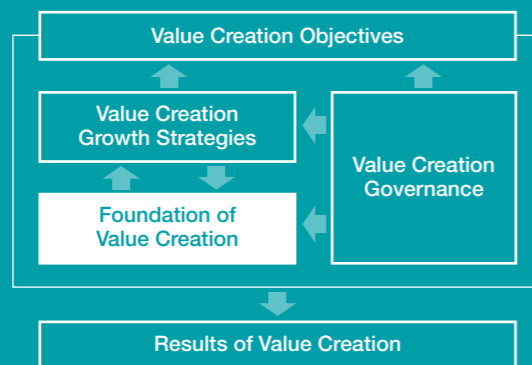 Value Creation Objectives
Value Creation
Growth Strategies
Value Creation
Governance
Foundation of
Value Creation
Results of Value Creation